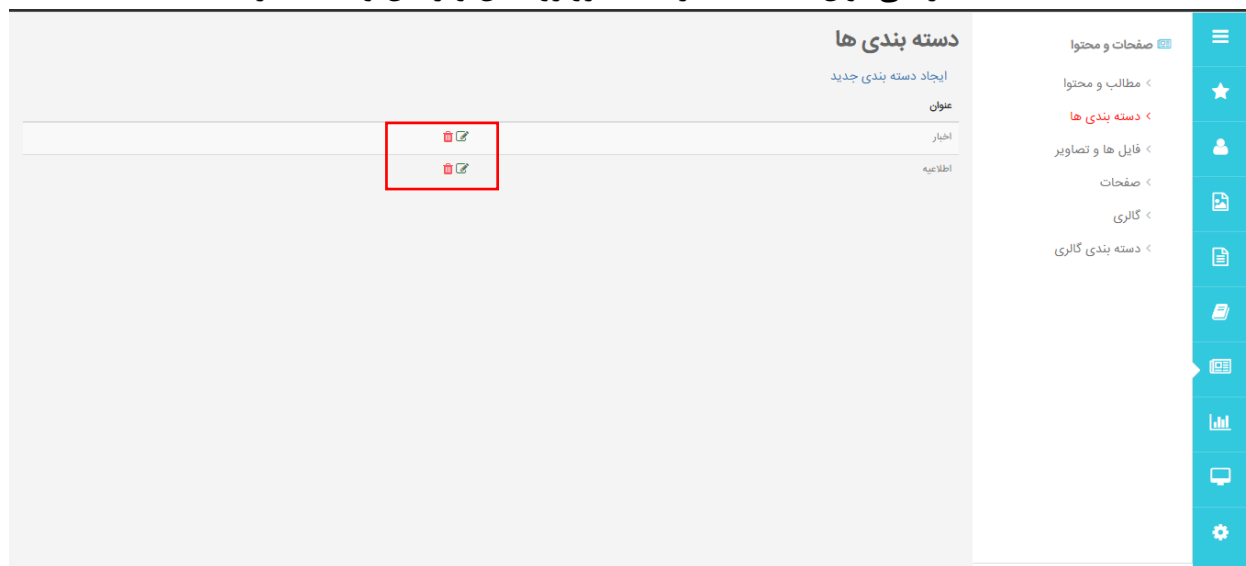 صفحات و محتوا
مطالب و محتوا
دسته بندی ها
فایل ها و تصاویر
صفحات
گالری
دسته بندی گالری
دسته بندی ها
ایجاد دسته بندی جدید
عنوان
اخبار
اطلاعیه